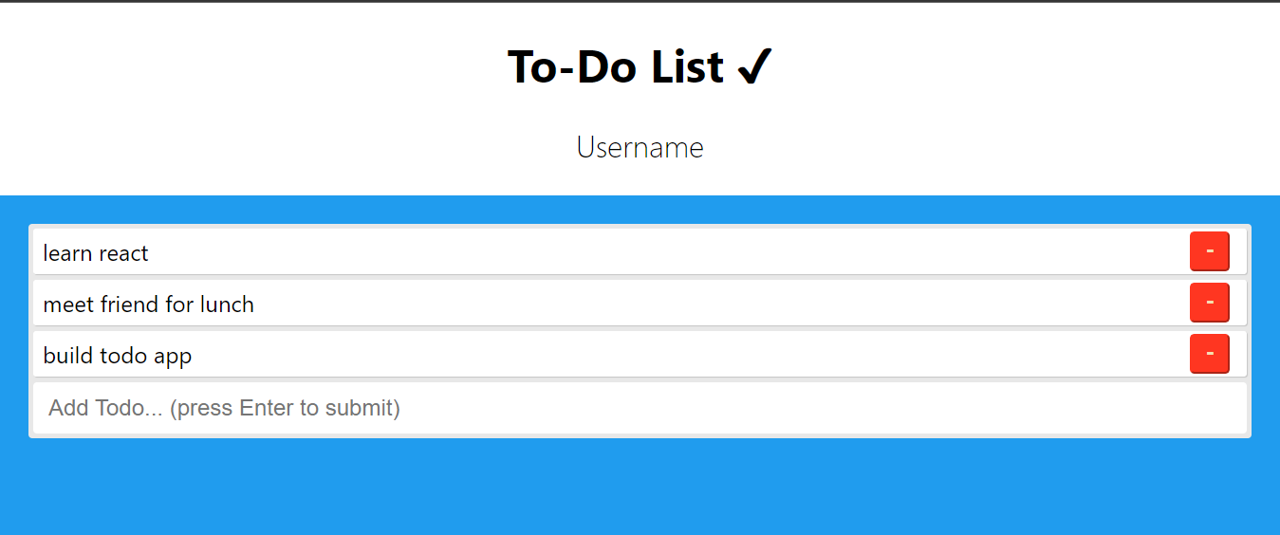 To-Do List ✓
Username
learn react -
meet friend for lunch -
build todo app -
Add Todo... (press Enter to submit)